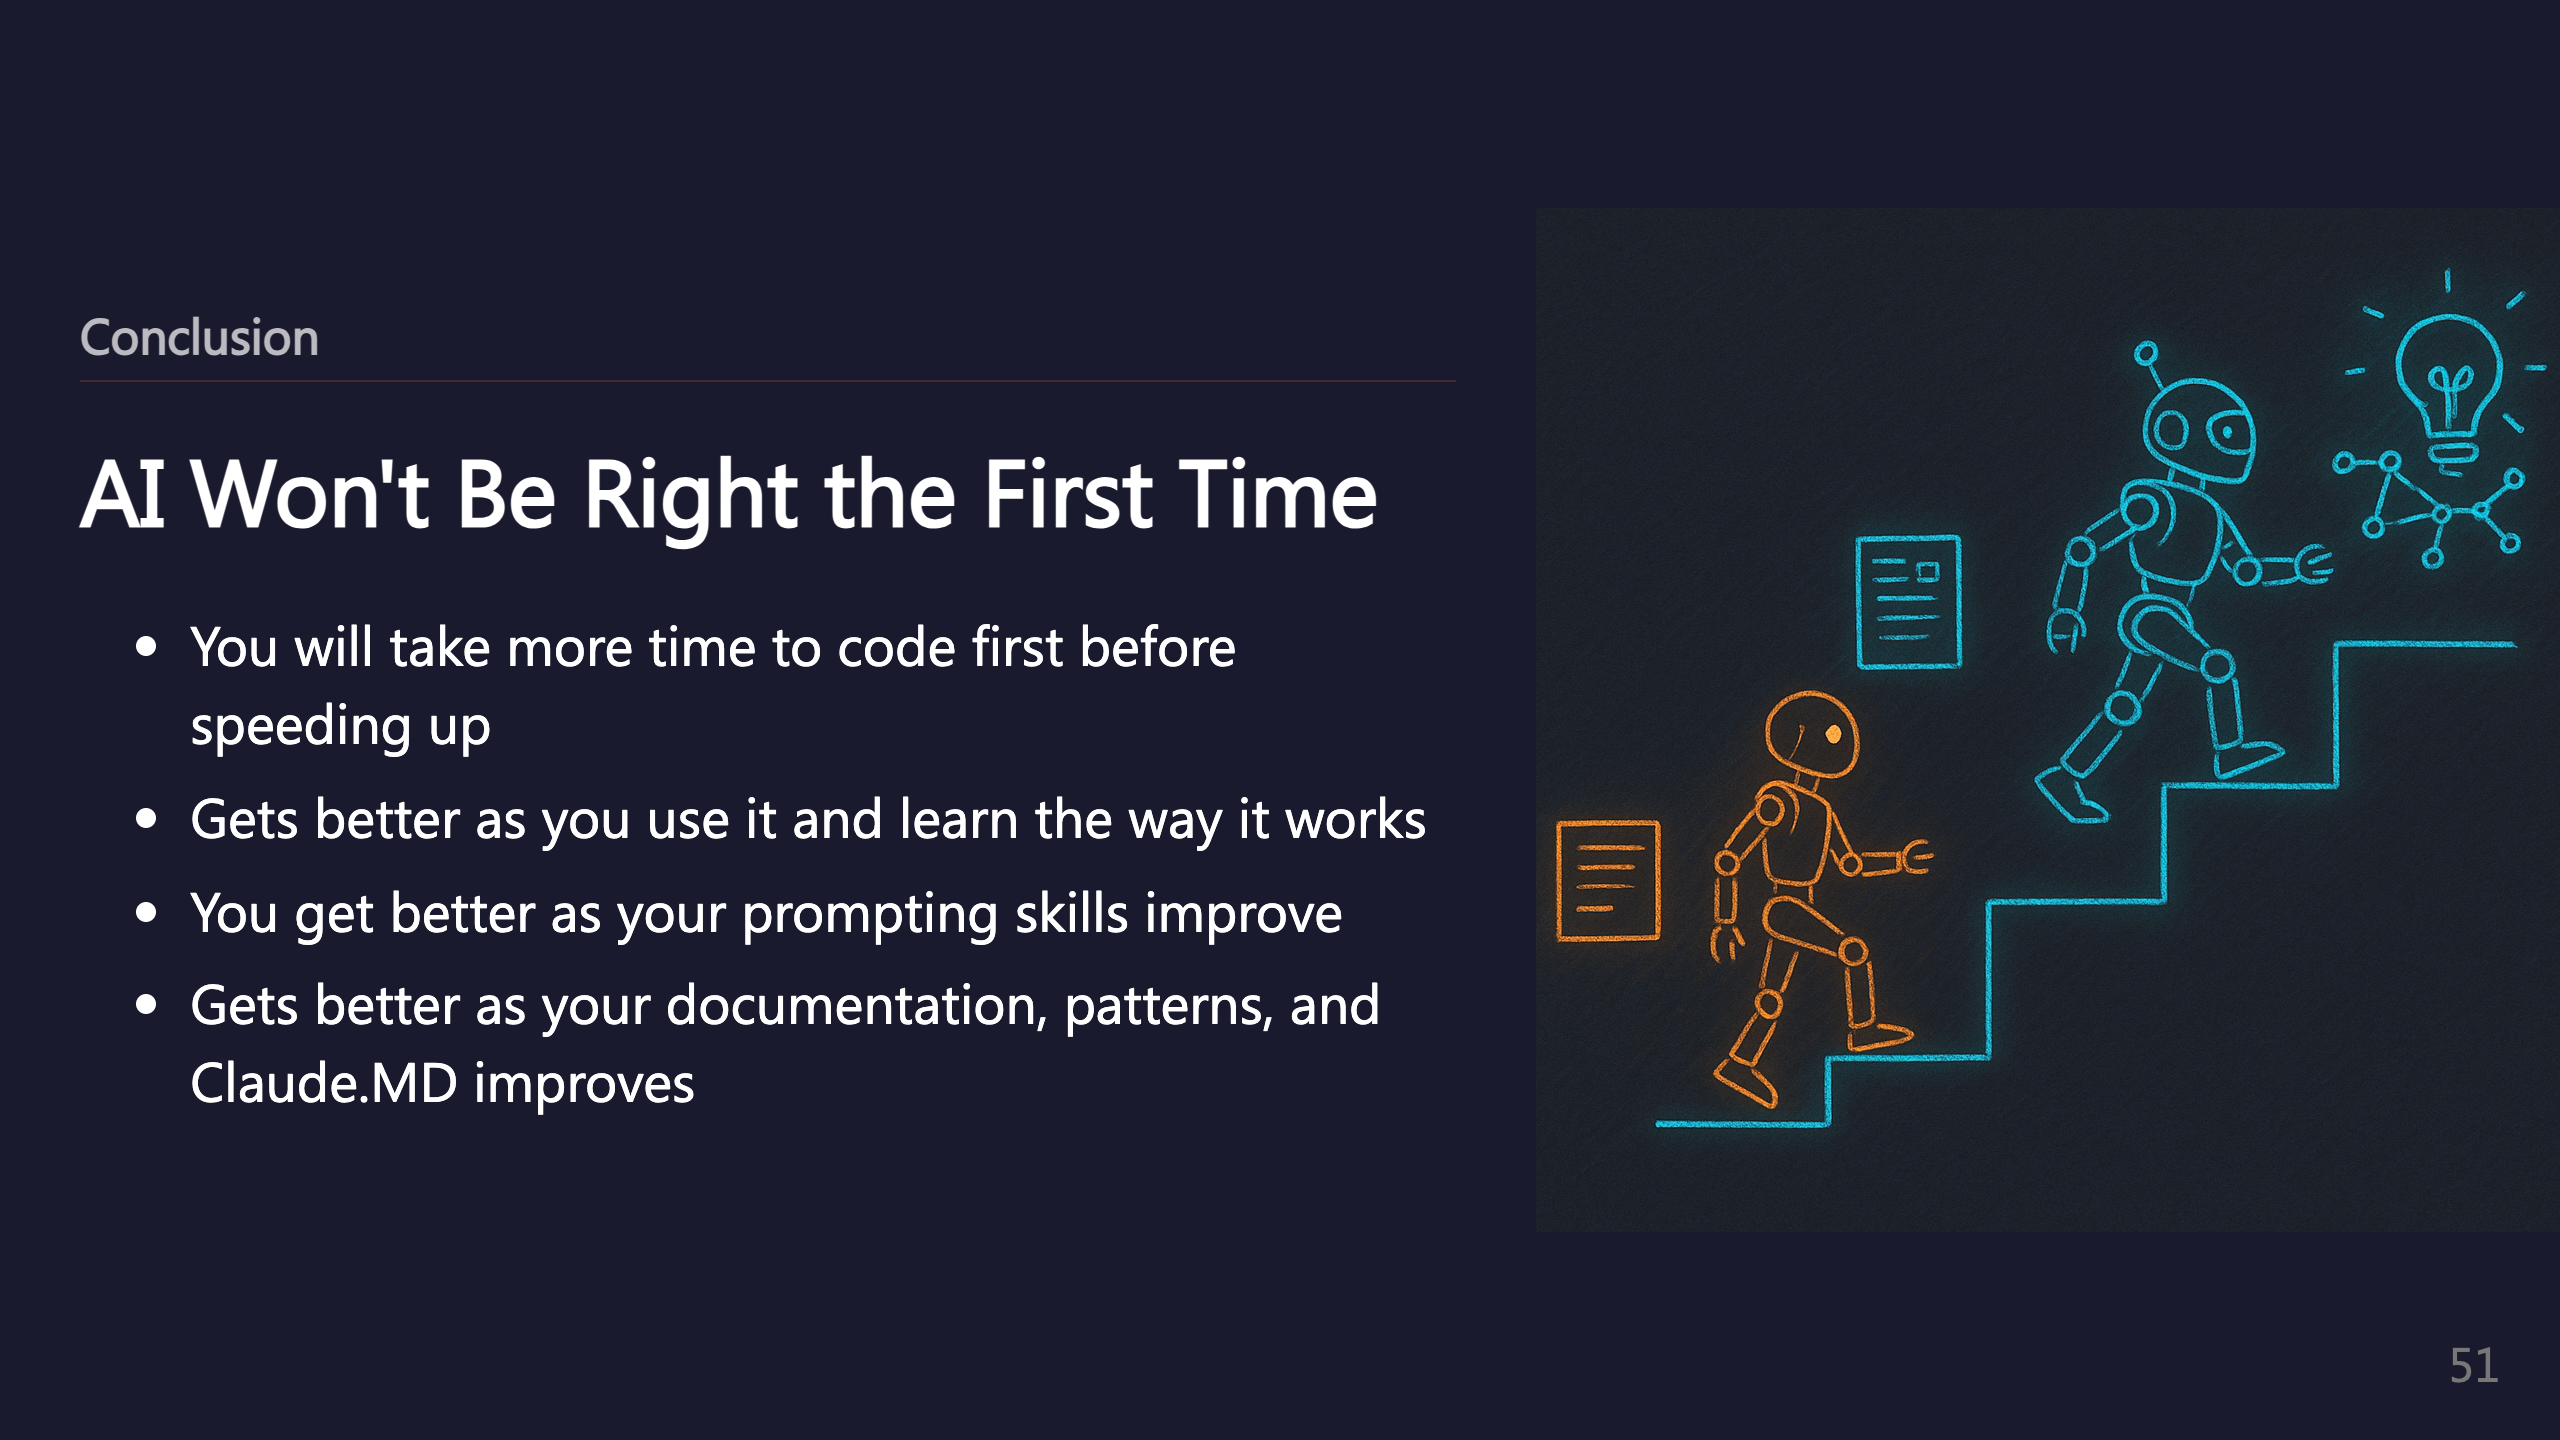 Conclusion
AI Won't Be Right the First Time
• You will take more time to code first before
speeding up
• Gets better as you use it and learn the way it works
• You get better as your prompting skills improve
• Gets better as your documentation, patterns, and
Claude.MD improves
51